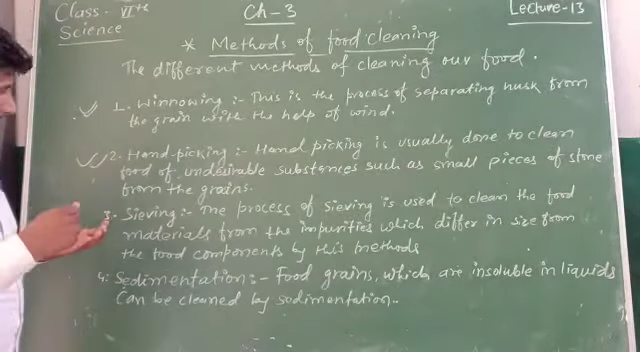 Class - VIth
Ch-3
Lecture-13
Science
* Methods of food cleaning
The different methods of cleaning our food.
1. Winnowing :- This is the process of separating husk from
the grain with the help of wind.
2. Hand-picking :- Hand picking is usually done to clean
food of undesirable substances such as small pieces of stone
from the grains.
3. Sieving :- The process of sieving is used to clean the food
materials from the impurities which differ in size from
the food components by this methods
4. Sedimentation :- Food grains, which are insoluble in liquids
Can be cleaned by sodimentation.